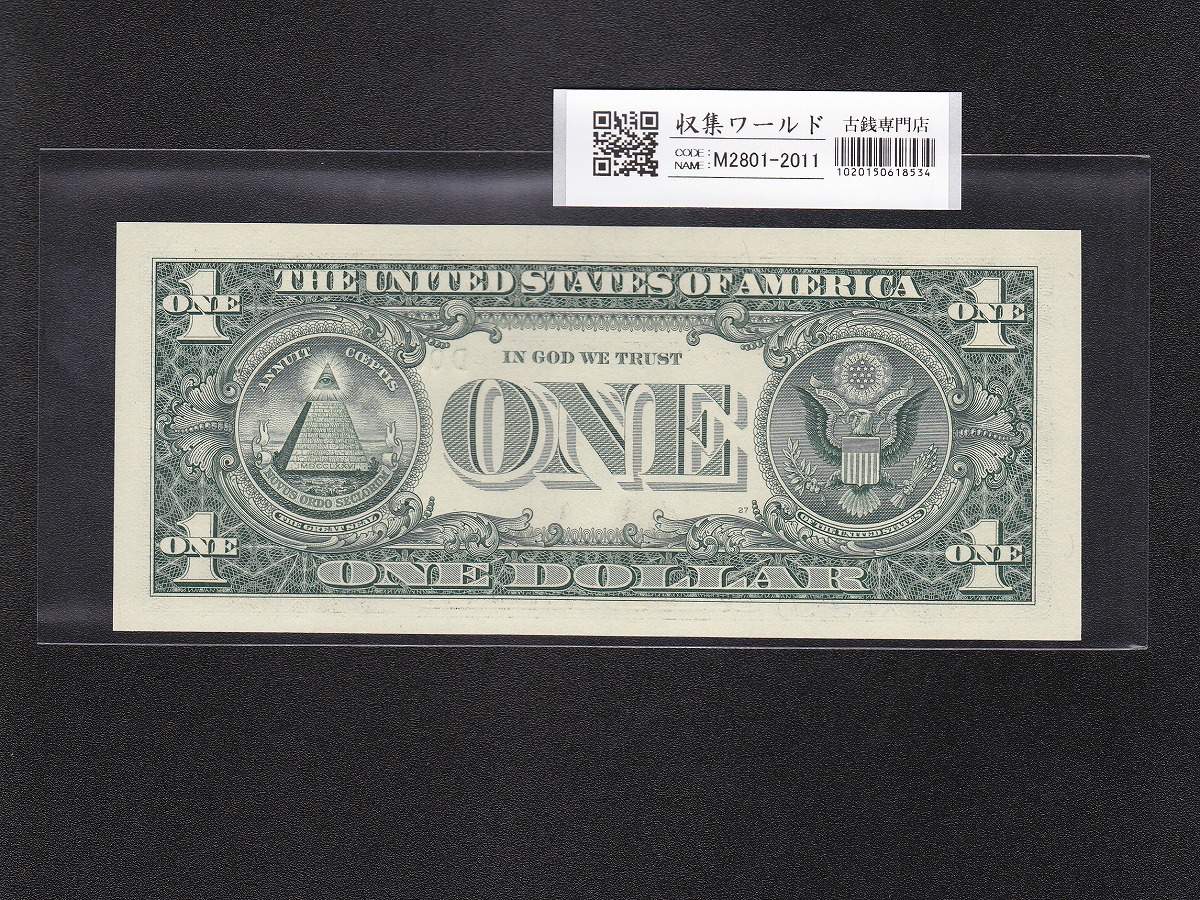 収集ワールド 古銭専門店
CODE:
NAME: M2801-2011
1020150618534
THE UNITED STATES OF AMERICA
1 ONE
ONE 1
ANNUIT CŒPTIS
IN GOD WE TRUST
ONE
MDCCLXXVI
NOVUS ORDO SECLORUM
THE GREAT SEAL
27
OF THE UNITED STATES
1 ONE
ONE 1
ONE DOLLAR